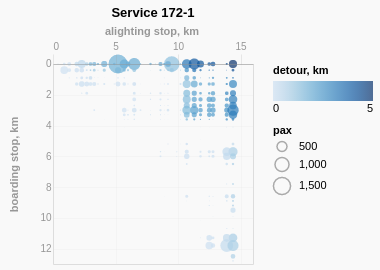 Service 172-1
alighting stop, km
0 5 10 15
boarding stop, km
0
2
4
6
8
10
12
detour, km
0 5
pax
500
1,000
1,500